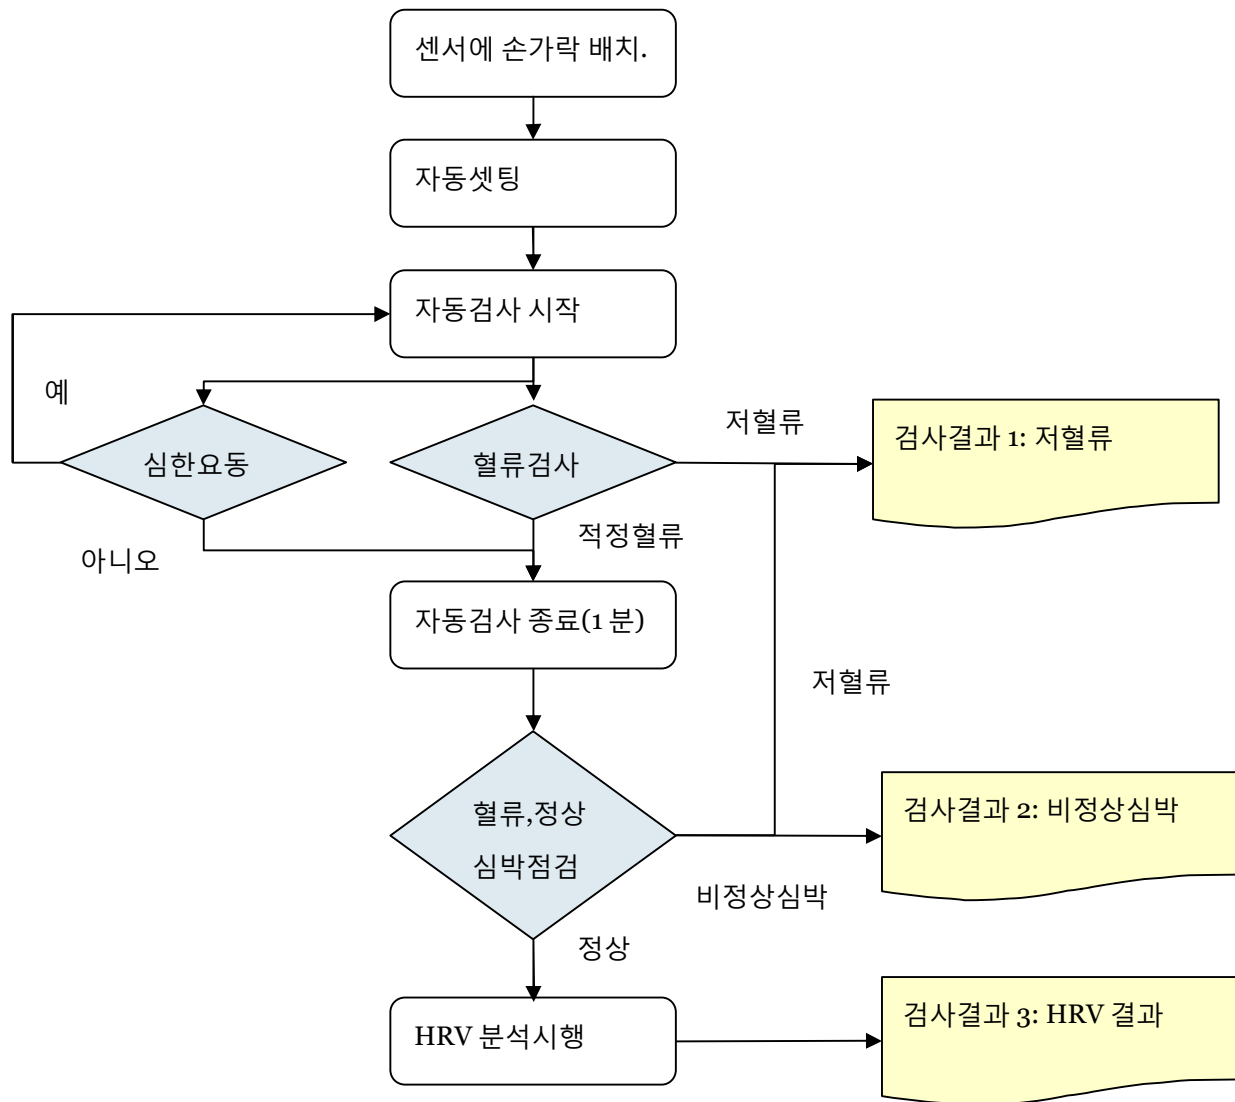 센서에 손가락 배치.
자동셋팅
자동검사 시작
예
심한요동
혈류검사
저혈류
검사결과 1: 저혈류
아니오
적정혈류
자동검사 종료(1 분)
저혈류
혈류,정상
심박점검
비정상심박
검사결과 2: 비정상심박
정상
HRV 분석시행
검사결과 3: HRV 결과